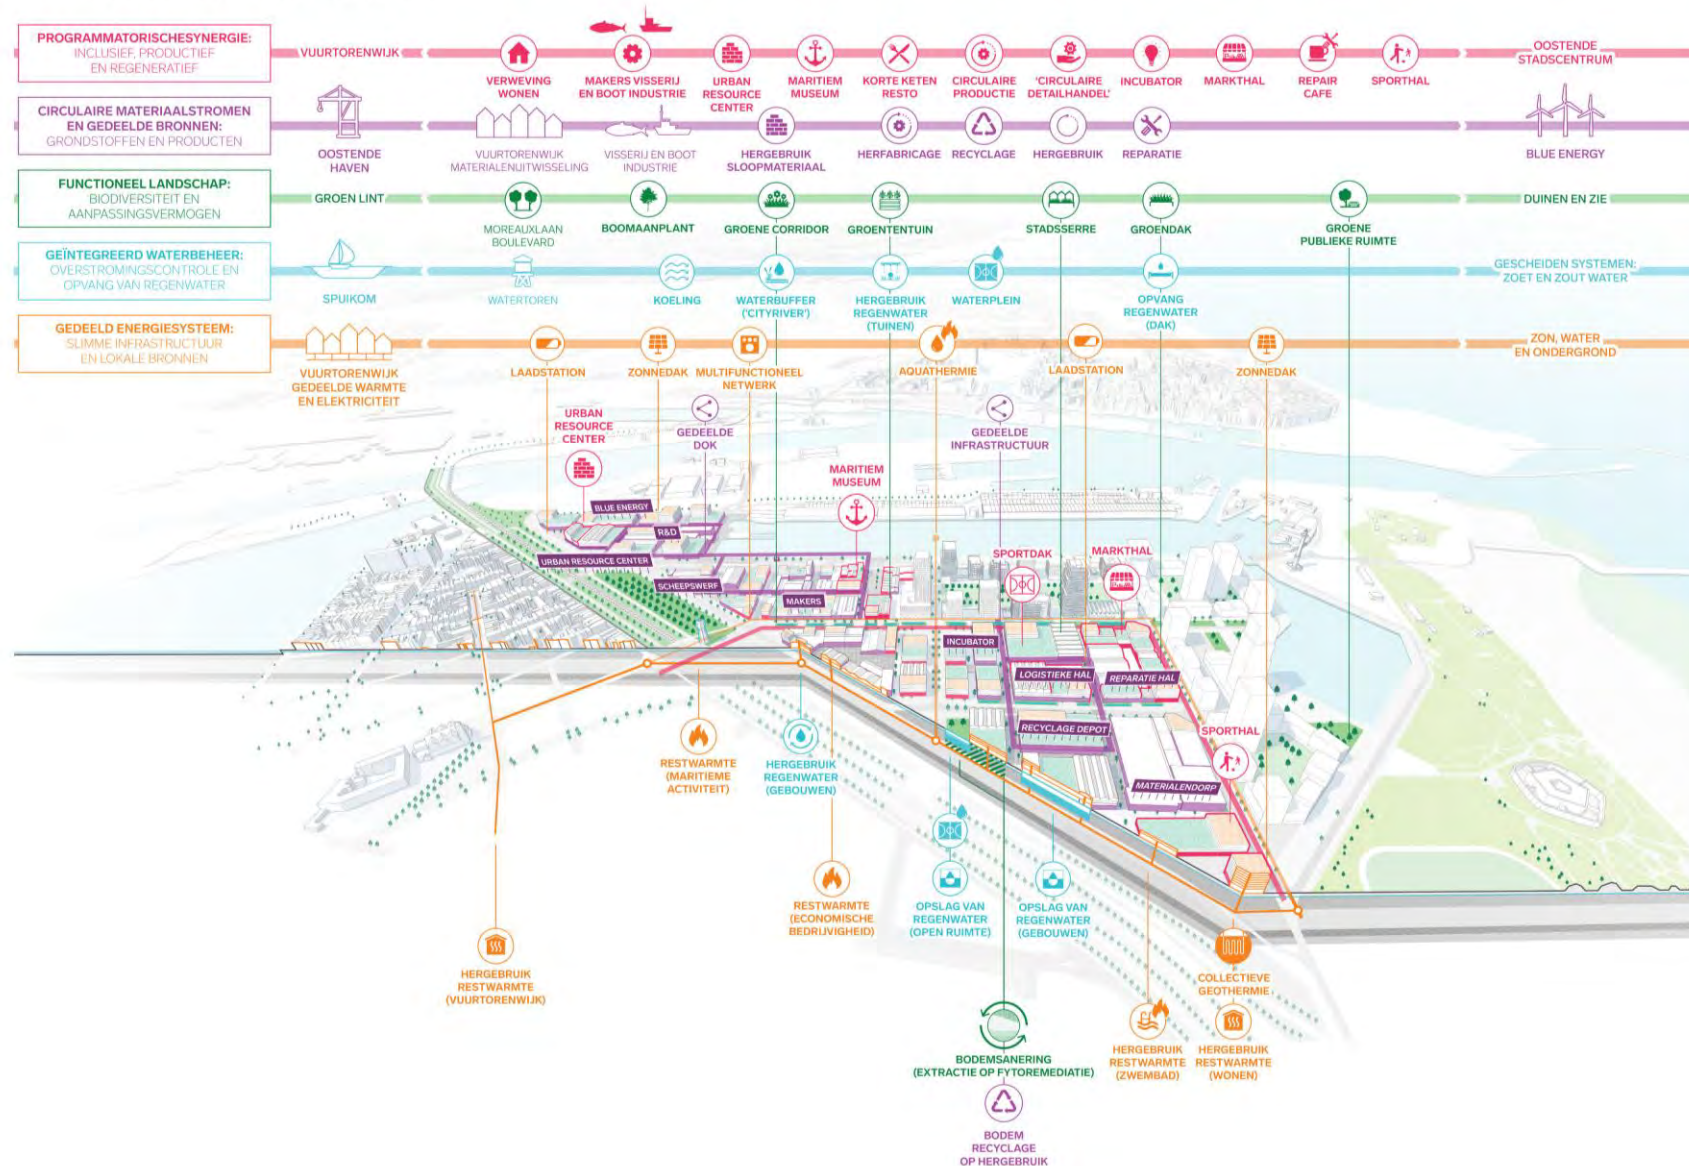 PROGRAMMATORISCHESYNERGIE:
INCLUSIEF, PRODUCTIEF
EN REGENERATIEF
VUURTORENWIJK
VERWEVING
WONEN
MAKERS VISSERIJ
EN BOOT INDUSTRIE
URBAN
RESOURCE
CENTER
MARITIEM
MUSEUM
KORTE KETEN
RESTO
CIRCULAIRE
PRODUCTIE
'CIRCULAIRE
DETAILHANDEL'
INCUBATOR
MARKTHAL
REPAIR
CAFE
SPORTHAL
OOSTENDE
STADSCENTRUM
CIRCULAIRE MATERIAALSTROMEN
EN GEDEELDE BRONNEN:
GRONDSTOFFEN EN PRODUCTEN
OOSTENDE
HAVEN
VUURTORENWIJK
MATERIALENUITWISSELING
VISSERIJ EN BOOT
INDUSTRIE
HERGEBRUIK
SLOOPMATERIAAL
HERFABRICAGE
RECYCLAGE
HERGEBRUIK
REPARATIE
BLUE ENERGY
FUNCTIONEEL LANDSCHAP:
BIODIVERSITEIT EN
AANPASSINGSVERMOGEN
GROEN LINT
MOREAUXLAAN
BOULEVARD
BOOMAANPLANT
GROENE CORRIDOR
GROENTENTUIN
STADSSERRE
GROENDAK
GROENE
PUBLIEKE RUIMTE
DUINEN EN ZIE
GEÏNTEGREERD WATERBEHEER:
OVERSTROMINGSCONTROLE EN
OPVANG VAN REGENWATER
SPUIKOM
WATERTOREN
KOELING
WATERBUFFER
('CITYRIVER')
HERGEBRUIK
REGENWATER
(TUINEN)
WATERPLEIN
OPVANG
REGENWATER
(DAK)
GESCHEIDEN SYSTEMEN:
ZOET EN ZOUT WATER
GEDEELD ENERGIESYSTEEM:
SLIMME INFRASTRUCTUUR
EN LOKALE BRONNEN
VUURTORENWIJK
GEDEELDE WARMTE
EN ELEKTRICITEIT
LAADSTATION
ZONNEDAK
MULTIFUNCTIONEEL
NETWERK
AQUATHERMIE
LAADSTATION
ZONNEDAK
ZON, WATER
EN ONDERGROND
URBAN
RESOURCE
CENTER
GEDEELDE
DOK
GEDEELDE
INFRASTRUCTUUR
MARITIEM
MUSEUM
BLUE ENERGY
R&D
URBAN RESOURCE CENTER
SCHEEPSWERF
MAKERS
SPORTDAK
MARKTHAL
INCUBATOR
LOGISTIEKE HAL
REPARATIE HAL
RECYCLAGE DEPOT
MATERIALENDORP
SPORTHAL
RESTWARMTE
(MARITIEME
ACTIVITEIT)
HERGEBRUIK
REGENWATER
(GEBOUWEN)
RESTWARMTE
(ECONOMISCHE
BEDRIJVIGHEID)
OPSLAG VAN
REGENWATER
(OPEN RUIMTE)
OPSLAG VAN
REGENWATER
(GEBOUWEN)
HERGEBRUIK
RESTWARMTE
(VUURTORENWIJK)
COLLECTIEVE
GEOTHERMIE
HERGEBRUIK
RESTWARMTE
(ZWEMBAD)
HERGEBRUIK
RESTWARMTE
(WONEN)
BODEMSANERING
(EXTRACTIE OP FYTOREMEDIATIE)
BODEM
RECYCLAGE
OP HERGEBRUIK